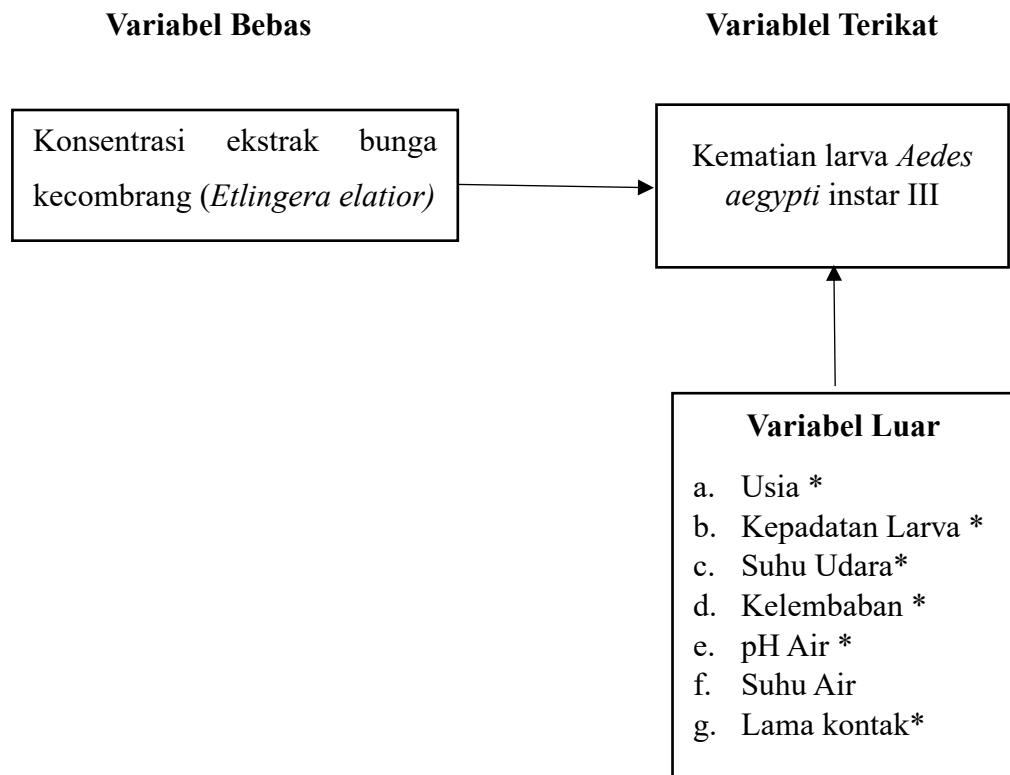 Variabel Bebas
Variablel Terikat
Konsentrasi ekstrak bunga
kecombrang (Etlingera elatior)
Kematian larva Aedes
aegypti instar III
Variabel Luar
a. Usia *
b. Kepadatan Larva *
c. Suhu Udara*
d. Kelembaban *
e. pH Air *
f. Suhu Air
g. Lama kontak*